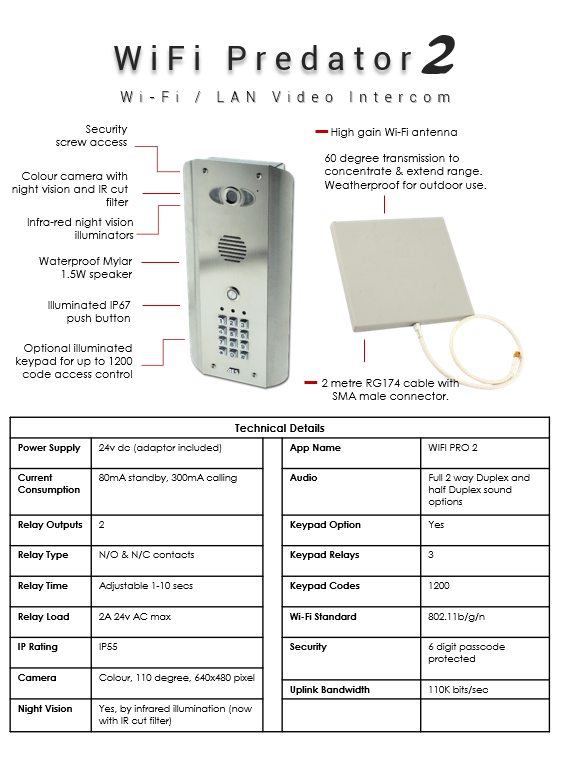 WiFi Predator 2
Wi-Fi / LAN Video Intercom
Security
screw access
Colour camera with
night vision and IR cut
filter
Infra-red night vision
illuminators
Waterproof Mylar
1.5W speaker
Illuminated IP67
push button
Optional illuminated
keypad for up to 1200
code access control
High gain Wi-Fi antenna
60 degree transmission to
concentrate & extend range.
Weatherproof for outdoor use.
2 metre RG174 cable with
SMA male connector.
Technical Details
Power Supply
24v dc (adaptor included)
Current
Consumption
80mA standby, 300mA calling
Relay Outputs
2
Relay Type
N/O & N/C contacts
Relay Time
Adjustable 1-10 secs
Relay Load
2A 24v AC max
IP Rating
IP55
Camera
Colour, 110 degree, 640x480 pixel
Night Vision
Yes, by infrared illumination (now
with IR cut filter)
App Name
WIFI PRO 2
Audio
Full 2 way Duplex and
half Duplex sound
options
Keypad Option
Yes
Keypad Relays
3
Keypad Codes
1200
Wi-Fi Standard
802.11b/g/n
Security
6 digit passcode
protected
Uplink Bandwidth
110K bits/sec